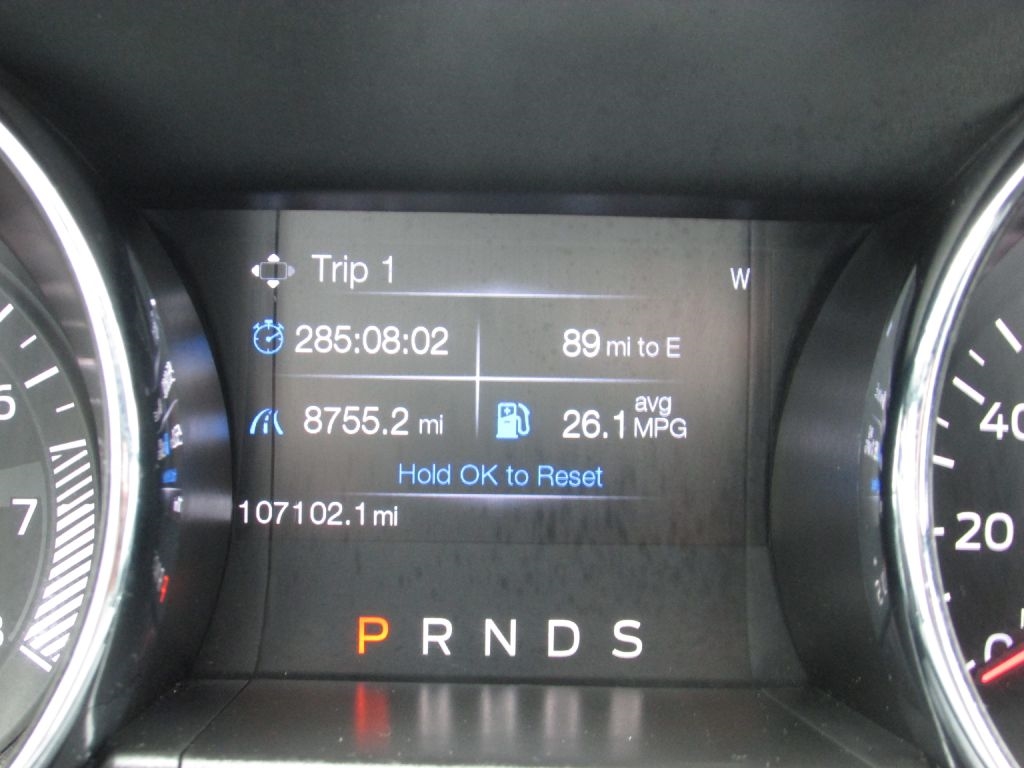 Trip 1 W
285:08:02 89 mi to E
8755.2 mi 26.1 avg MPG
Hold OK to Reset
107102.1 mi
P R N D S
7
40
20
0